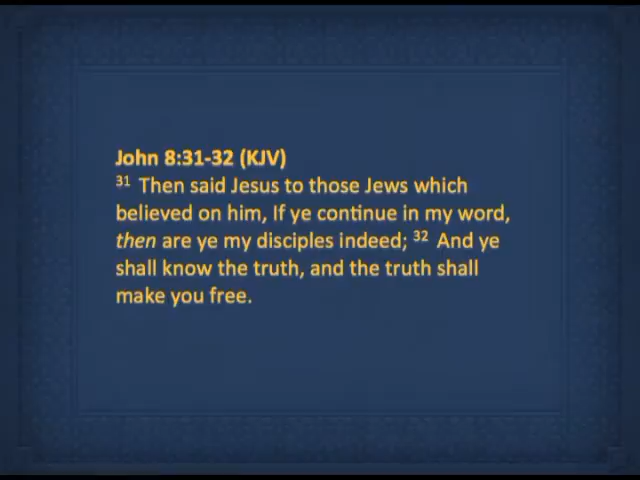 John 8:31-32 (KJV)
31 Then said Jesus to those Jews which
believed on him, If ye continue in my word,
then are ye my disciples indeed; 32 And ye
shall know the truth, and the truth shall
make you free.